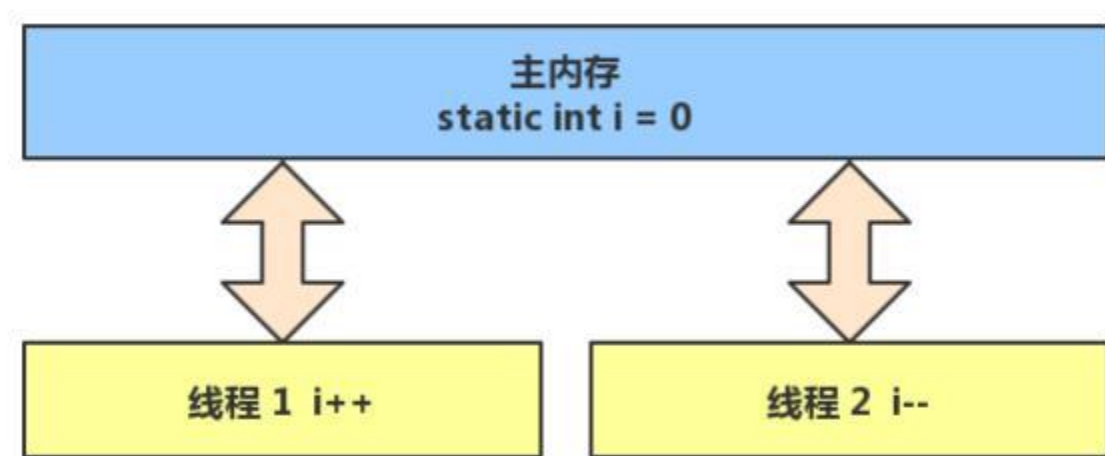 主内存
static int i = 0
线程 1 i++
线程 2 i--